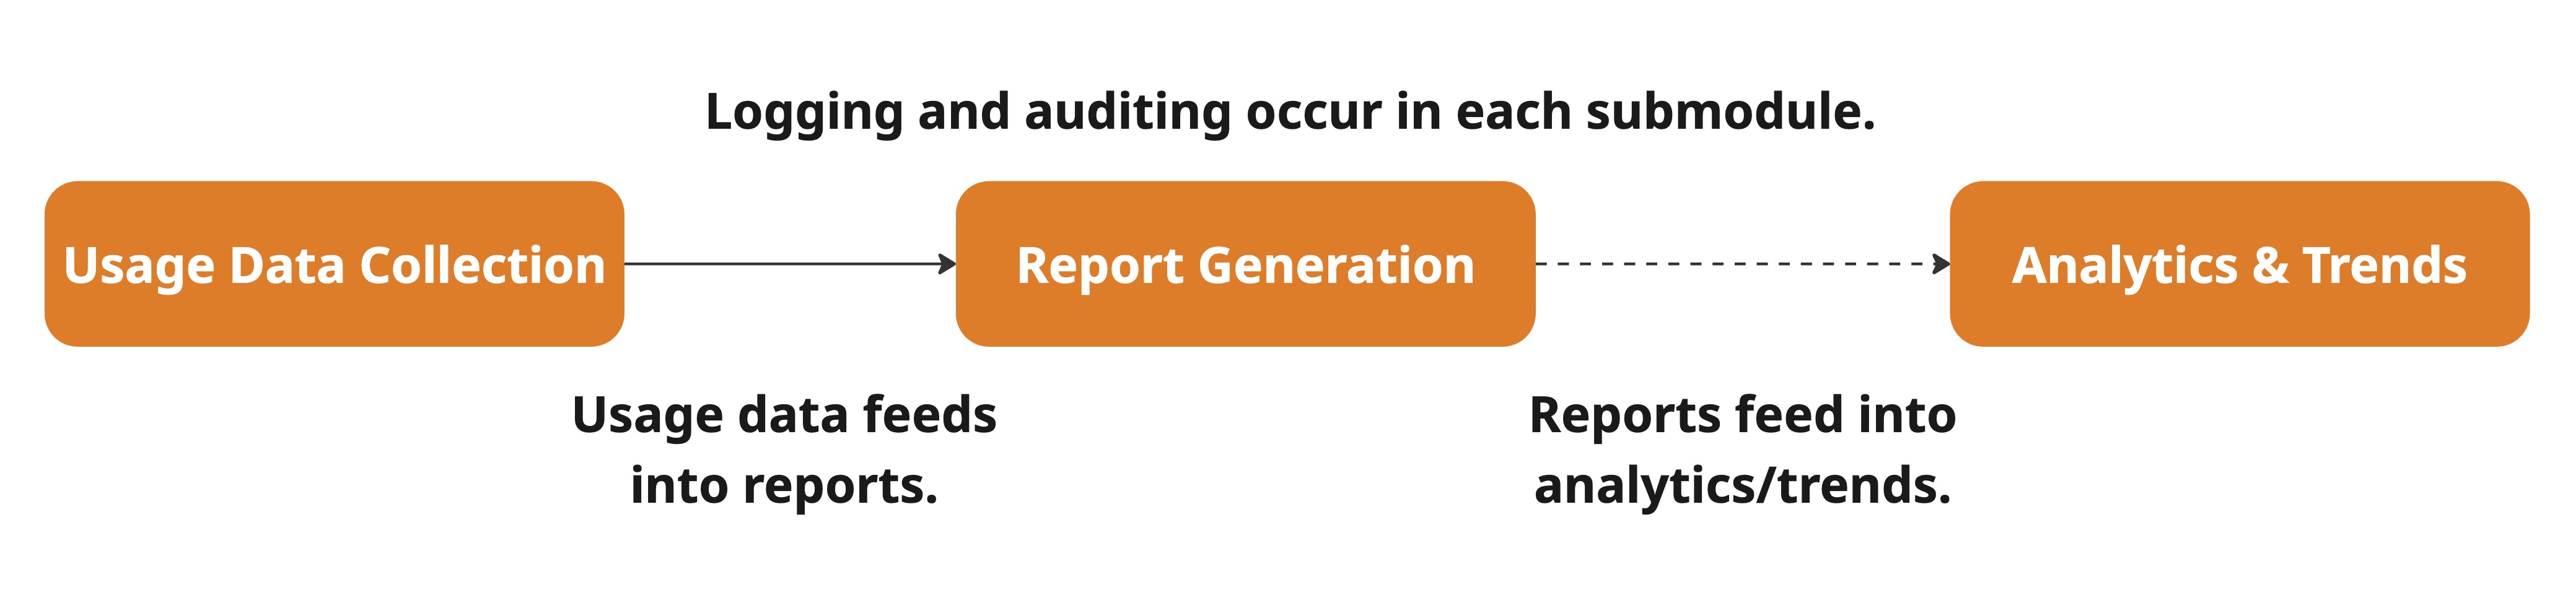 Logging and auditing occur in each submodule.
Usage Data Collection
Report Generation
Analytics & Trends
Usage data feeds
into reports.
Reports feed into
analytics/trends.